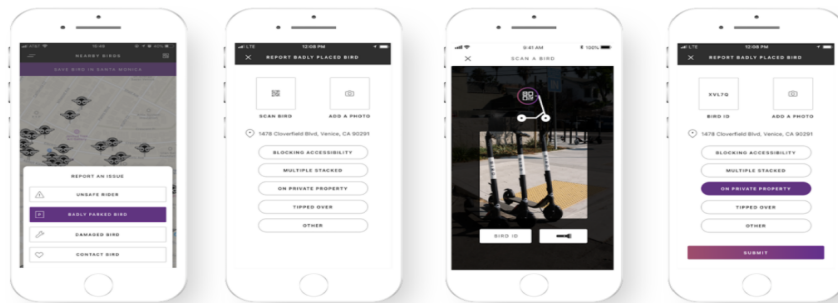 AT&T
NEARBY BIRDS
SAVE BIRD IN SANTA MONICA
REPORT AN ISSUE
UNSAFE RIDER
P
BADLY PARKED BIRD
DAMAGED BIRD
CONTACT BIRD
LTE
12:08 PM
REPORT BADLY PLACED BIRD
SCAN BIRD
ADD A PHOTO
1478 Cloverfield Blvd, Venice, CA 90291
BLOCKING ACCESSIBILITY
MULTIPLE STACKED
ON PRIVATE PROPERTY
TIPPED OVER
OTHER
9:41 AM
100%
SCAN A BIRD
BIRD ID
LTE
12:08 PM
REPORT BADLY PLACED BIRD
XVL7Q
BIRD ID
ADD A PHOTO
1478 Cloverfield Blvd, Venice, CA 90291
BLOCKING ACCESSIBILITY
MULTIPLE STACKED
ON PRIVATE PROPERTY
TIPPED OVER
OTHER
SUBMIT